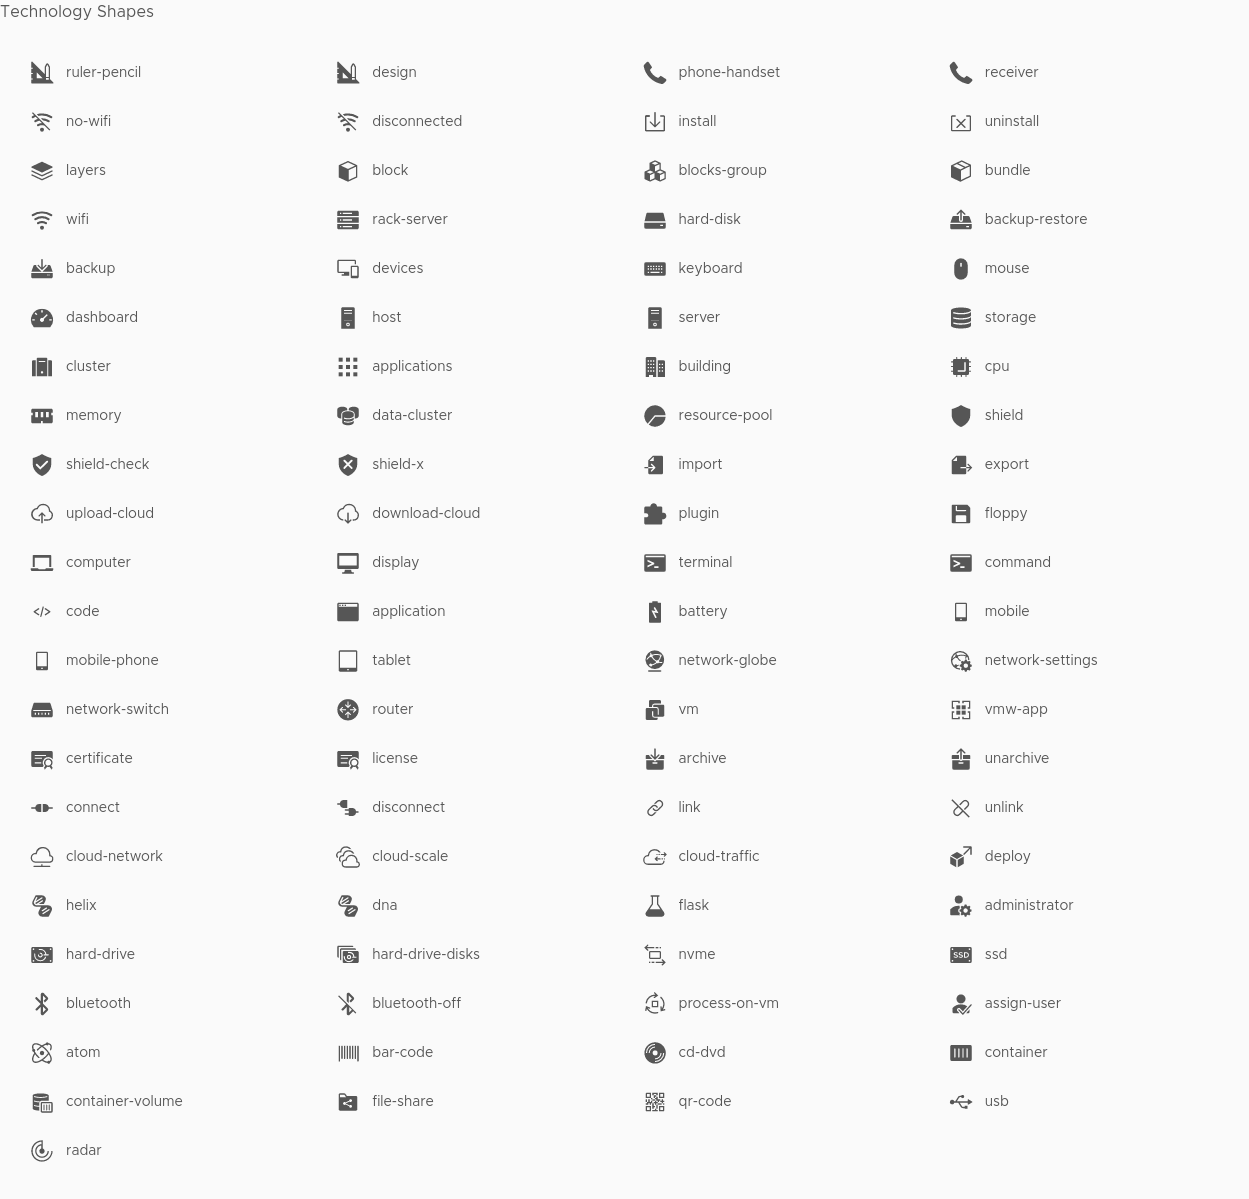 Technology Shapes
ruler-pencil design phone-handset receiver
no-wifi disconnected install uninstall
layers block blocks-group bundle
wifi rack-server hard-disk backup-restore
backup devices keyboard mouse
dashboard host server storage
cluster applications building cpu
memory data-cluster resource-pool shield
shield-check shield-x import export
upload-cloud download-cloud plugin floppy
computer display terminal command
code application battery mobile
mobile-phone tablet network-globe network-settings
network-switch router vm vmw-app
certificate license archive unarchive
connect disconnect link unlink
cloud-network cloud-scale cloud-traffic deploy
helix dna flask administrator
hard-drive hard-drive-disks nvme SSD ssd
bluetooth bluetooth-off process-on-vm assign-user
atom bar-code cd-dvd container
container-volume file-share qr-code usb
radar